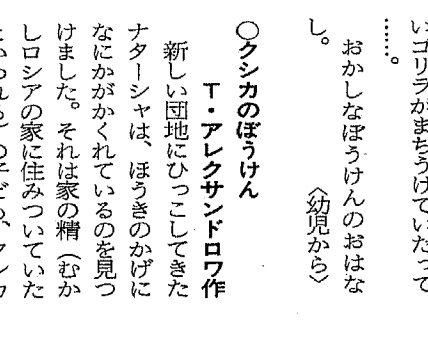 いゴリラがまちうけていたって
……。
おかしなぼうけんのおはな
し。
〈幼児から〉
○クシカのぼうけん
T・アレクサンドロワ作
新しい団地にひっこしてきた
ナターシャは、ほうきのかげに
なにかがかくれているのを見つ
けました。それは家の精（むか
しロシアの家に住みついていた